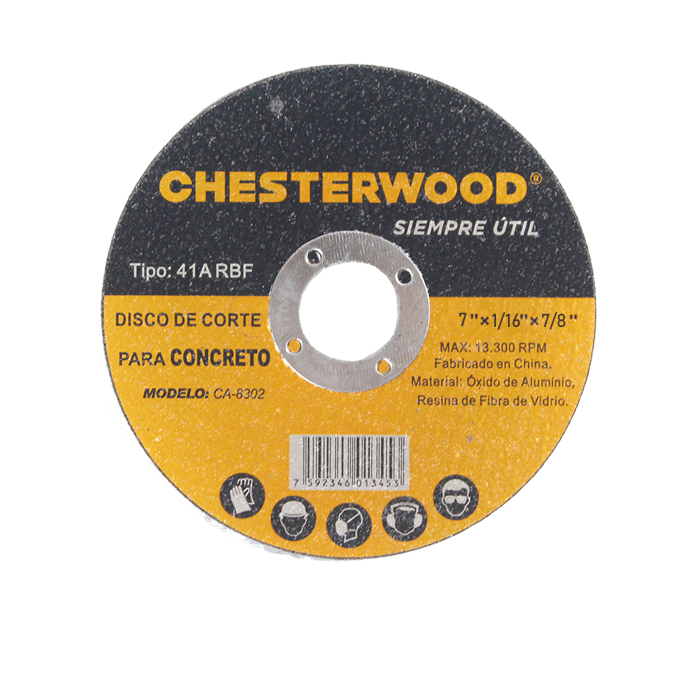 CHESTERWOOD®
SIEMPRE ÚTIL
Tipo: 41A RBF
DISCO DE CORTE
PARA CONCRETO
MODELO: CA-8302
7"×1/16"×7/8"
MAX: 13.300 RPM
Fabricado en China.
Material: Óxido de Aluminio,
Resina de Fibra de Vidrio.
7 592346 013453